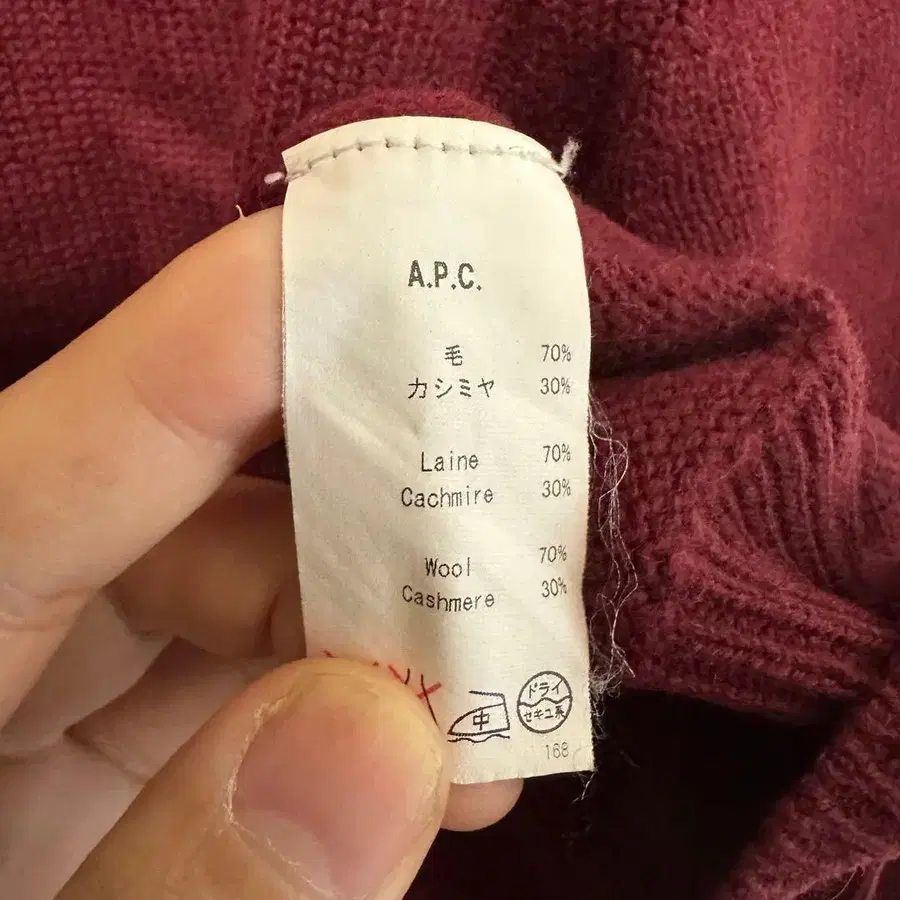 A.P.C.
毛 70%
カシミヤ 30%
Laine 70%
Cachmire 30%
Wool 70%
Cashmere 30%
中
ドライ
セキユ系
168